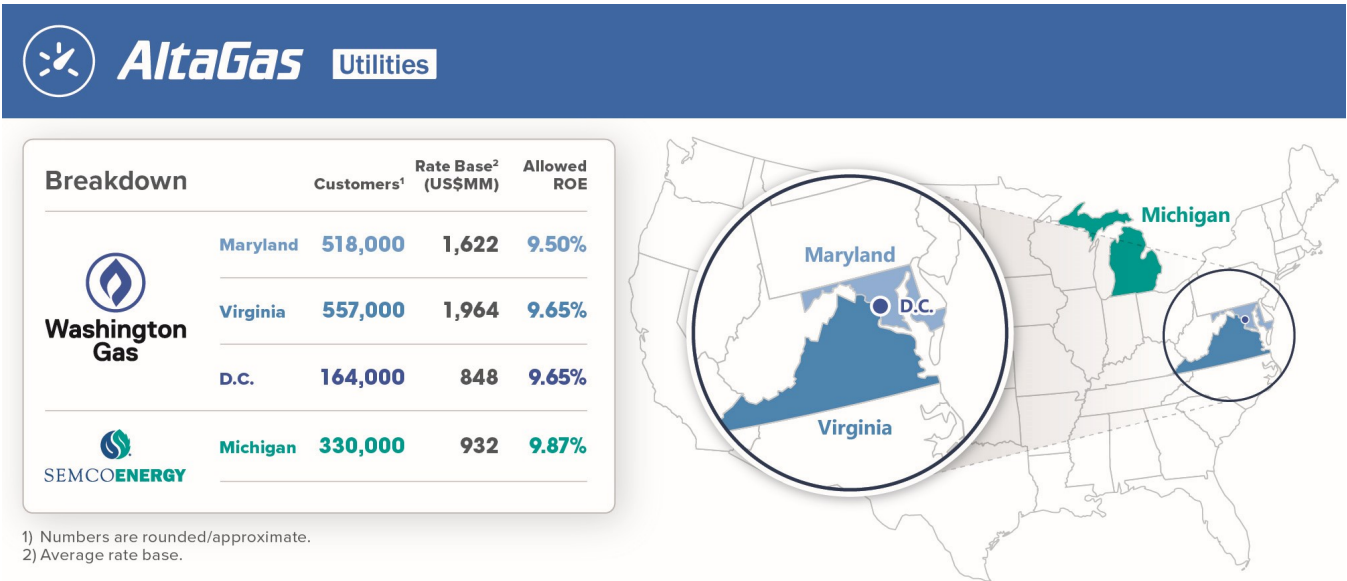 AltaGas Utilities
Breakdown Customers¹ Rate Base² (US$MM) Allowed ROE
Washington Gas
Maryland 518,000 1,622 9.50%
Virginia 557,000 1,964 9.65%
D.C. 164,000 848 9.65%
SEMCOENERGY
Michigan 330,000 932 9.87%
1) Numbers are rounded/approximate.
2) Average rate base.
Michigan
Maryland
D.C.
Virginia